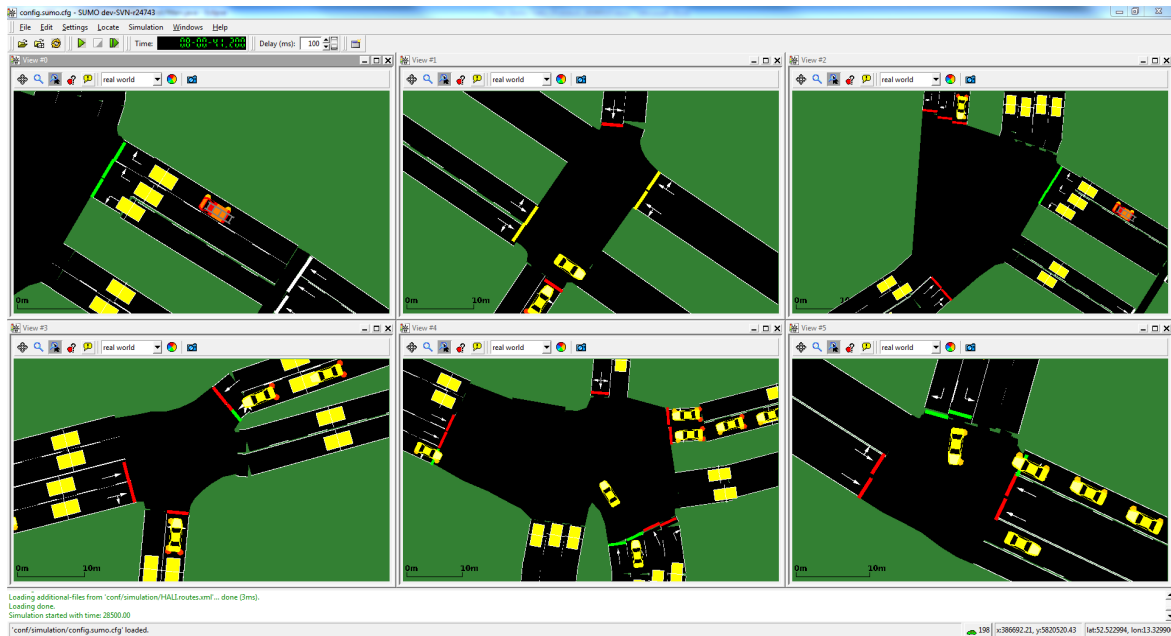 config.sumo.cfg - SUMO dev-SVN-r24743
File Edit Settings Locate Simulation Windows Help
Time: 08-00-41,200 Delay (ms): 100
View #0
real world
0m
View #1
real world
0m 10m
View #2
real world
0m
View #3
real world
0m 10m
View #4
real world
0m 10m
View #5
real world
0m 10m
Loading additional-files from 'conf/simulation/HALI.routes.xml'... done (3ms).
Loading done.
Simulation started with time: 28500.00
'conf/simulation/config.sumo.cfg' loaded.
198 x:386692.21, y:5820520.43 lat:52.522994, lon:13.32990